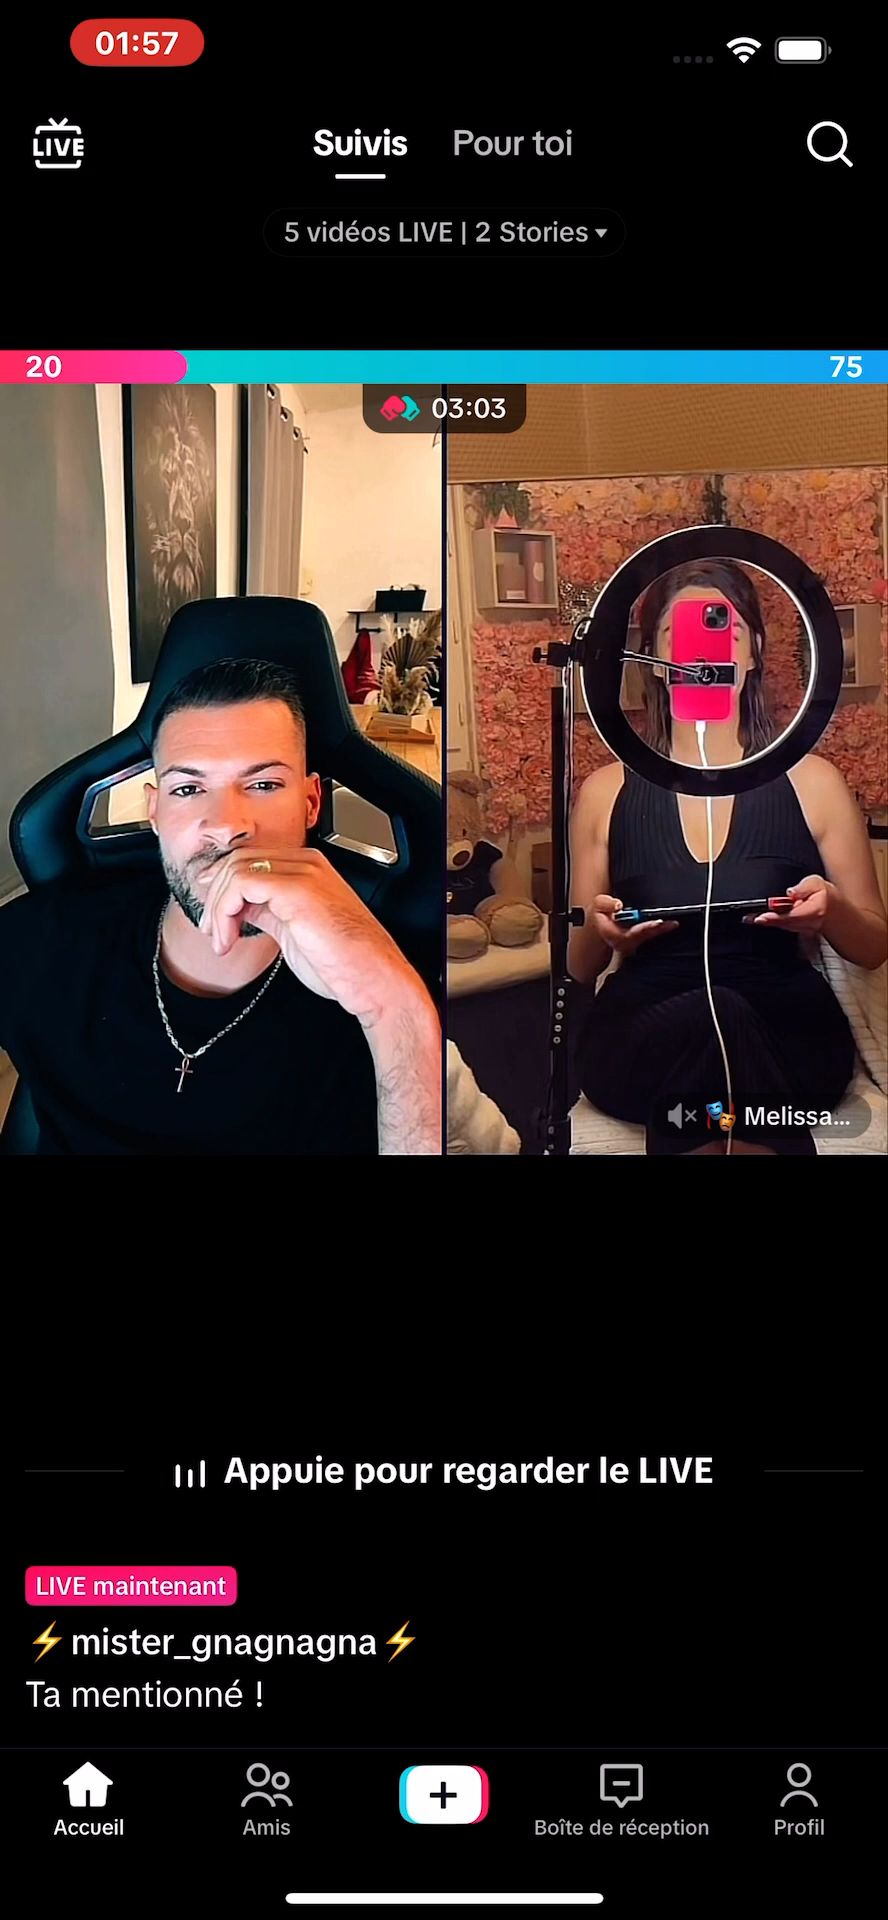 01:57
LIVE
Suivis
Pour toi
5 vidéos LIVE | 2 Stories
20
75
03:03
Melissa...
Appuie pour regarder le LIVE
LIVE maintenant
⚡mister_gnagnagna⚡
Ta mentionné !
Accueil
Amis
Boîte de réception
Profil